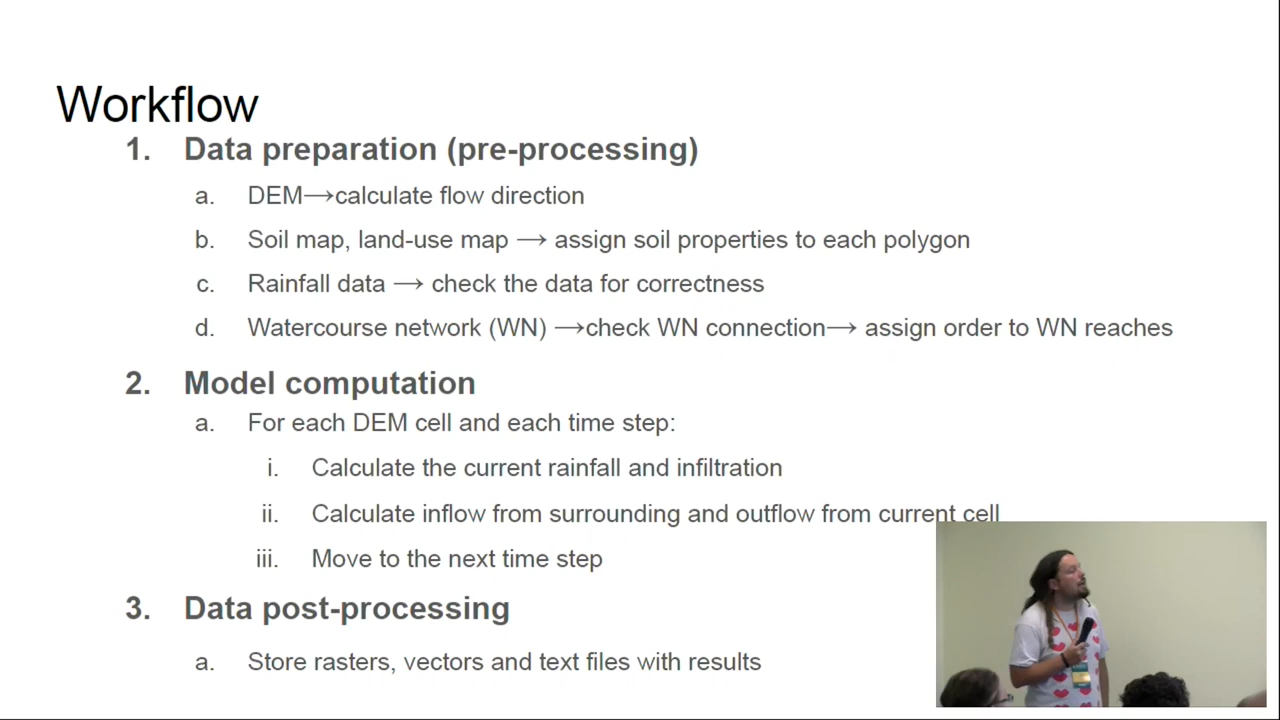 Workflow
1. Data preparation (pre-processing)
a. DEM→calculate flow direction
b. Soil map, land-use map → assign soil properties to each polygon
c. Rainfall data → check the data for correctness
d. Watercourse network (WN) →check WN connection→ assign order to WN reaches
2. Model computation
a. For each DEM cell and each time step:
i. Calculate the current rainfall and infiltration
ii. Calculate inflow from surrounding and outflow from current cell
iii. Move to the next time step
3. Data post-processing
a. Store rasters, vectors and text files with results